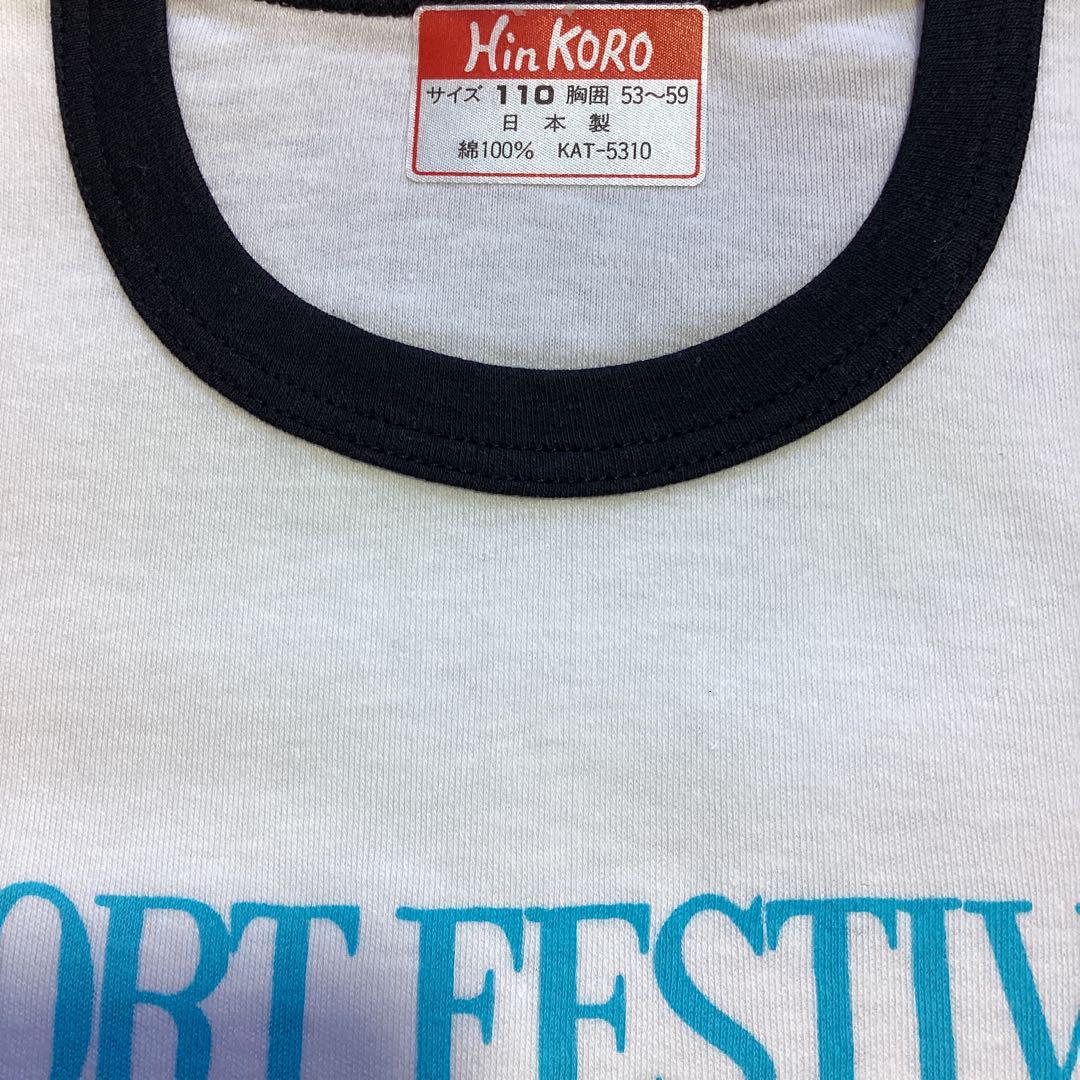 Hin KORO
サイズ 110 胸囲 53〜59
日本製
綿100% KAT-5310
ORT FESTIV